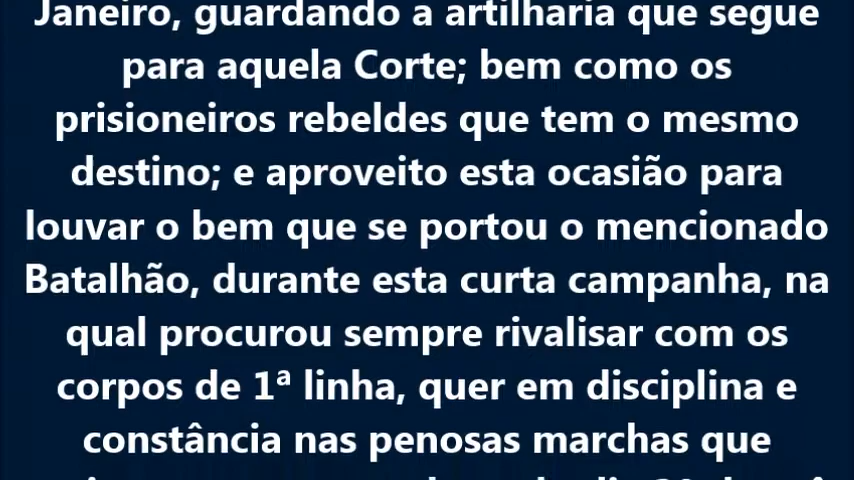 Janeiro, guardando a artilharia que segue
para aquela Corte; bem como os
prisioneiros rebeldes que tem o mesmo
destino; e aproveito esta ocasião para
louvar o bem que se portou o mencionado
Batalhão, durante esta curta campanha, na
qual procurou sempre rivalisar com os
corpos de 1ª linha, quer em disciplina e
constância nas penosas marchas que